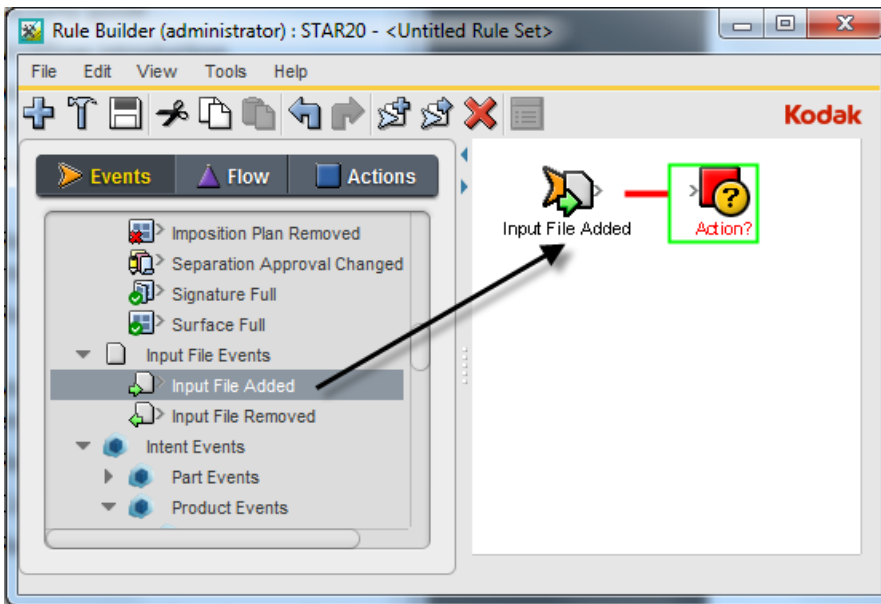 Rule Builder (administrator) : STAR20 - <Untitled Rule Set>
File Edit View Tools Help
Kodak
Events Flow Actions
Imposition Plan Removed
Separation Approval Changed
Signature Full
Surface Full
Input File Events
Input File Added
Input File Removed
Intent Events
Part Events
Product Events
Input File Added
?
Action?